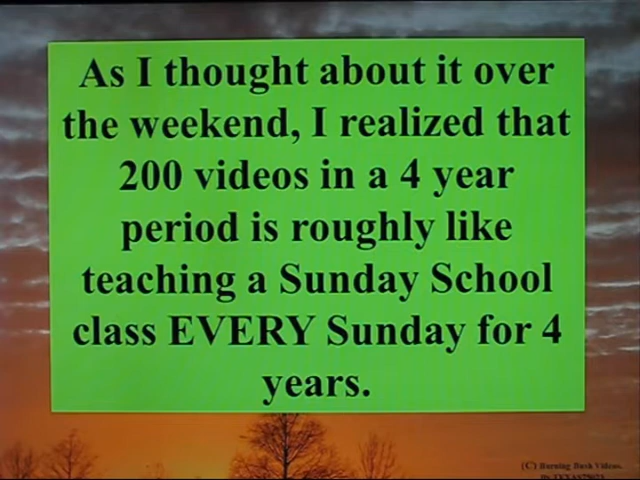 As I thought about it over
the weekend, I realized that
200 videos in a 4 year
period is roughly like
teaching a Sunday School
class EVERY Sunday for 4
years.
(C) Burning Bush Videos.